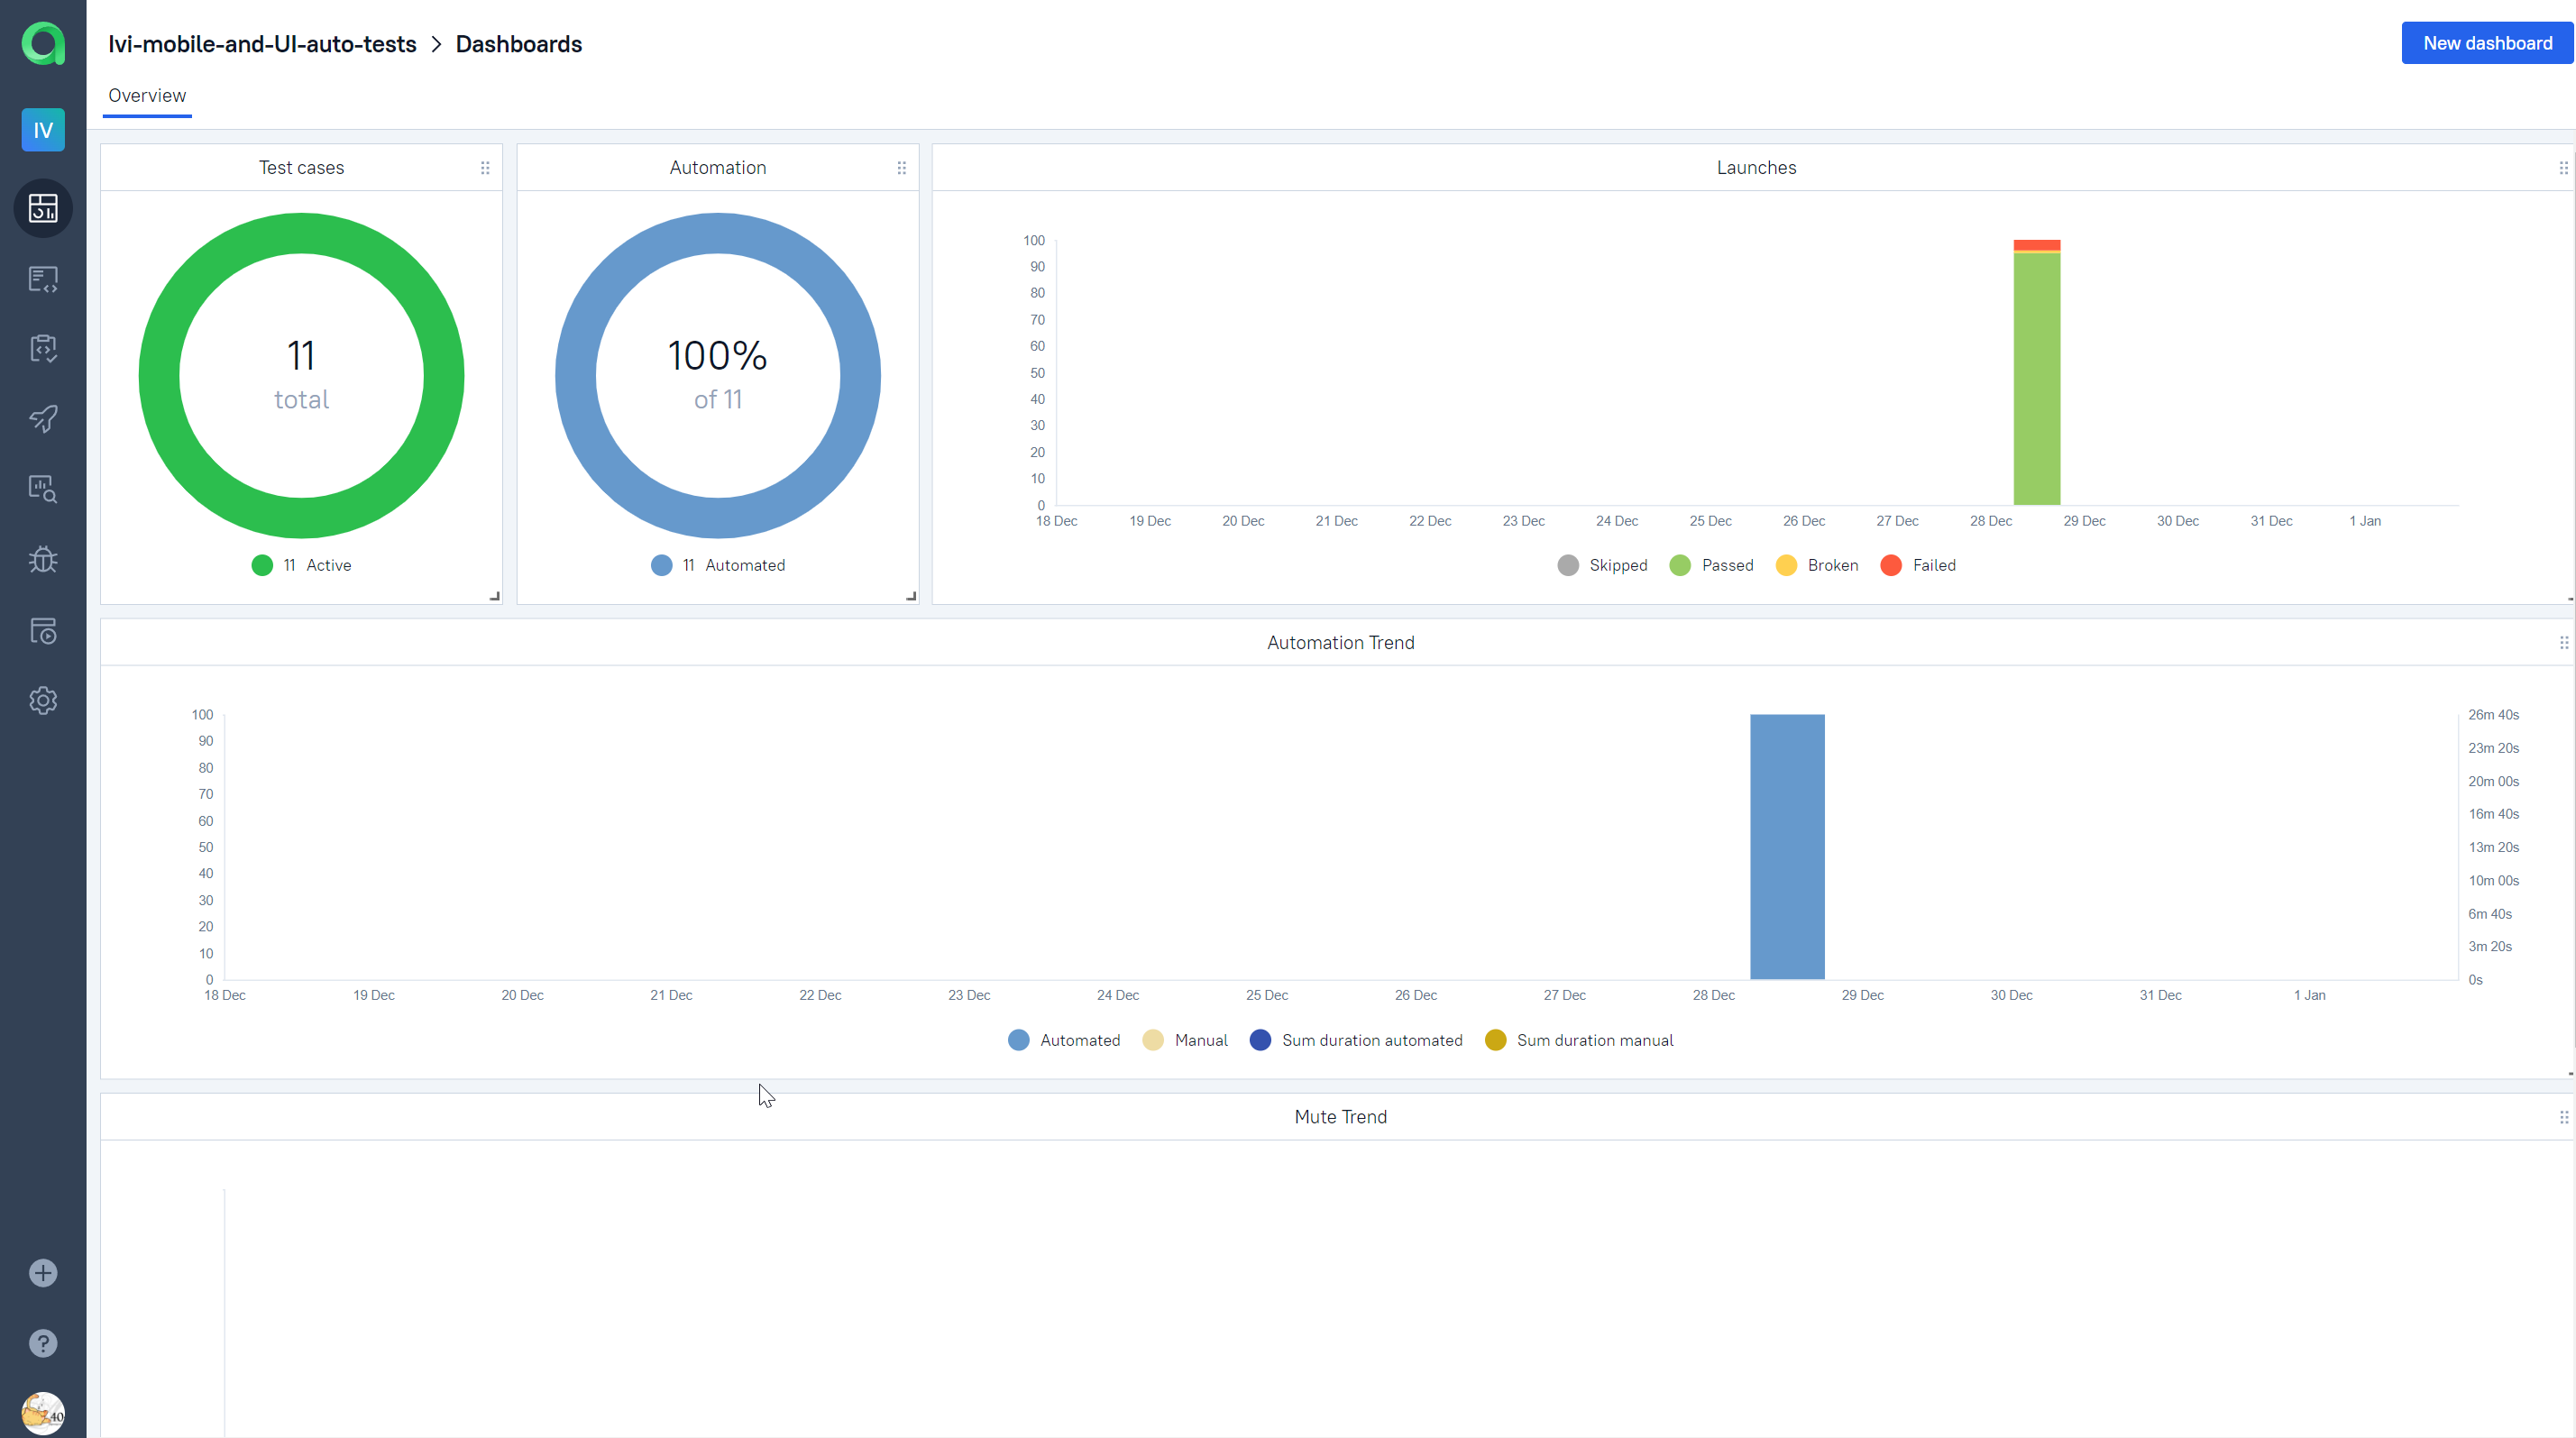 Ivi-mobile-and-UI-auto-tests > Dashboards
New dashboard
Overview
IV
Test cases
11
total
11 Active
Automation
100%
of 11
11 Automated
Launches
100
90
80
70
60
50
40
30
20
10
0
18 Dec 19 Dec 20 Dec 21 Dec 22 Dec 23 Dec 24 Dec 25 Dec 26 Dec 27 Dec 28 Dec 29 Dec 30 Dec 31 Dec 1 Jan
Skipped Passed Broken Failed
Automation Trend
100 26m 40s
90 23m 20s
80 20m 00s
70 16m 40s
60 13m 20s
50 10m 00s
40 6m 40s
30 3m 20s
20 0s
10
0
18 Dec 19 Dec 20 Dec 21 Dec 22 Dec 23 Dec 24 Dec 25 Dec 26 Dec 27 Dec 28 Dec 29 Dec 30 Dec 31 Dec 1 Jan
Automated Manual Sum duration automated Sum duration manual
Mute Trend
40